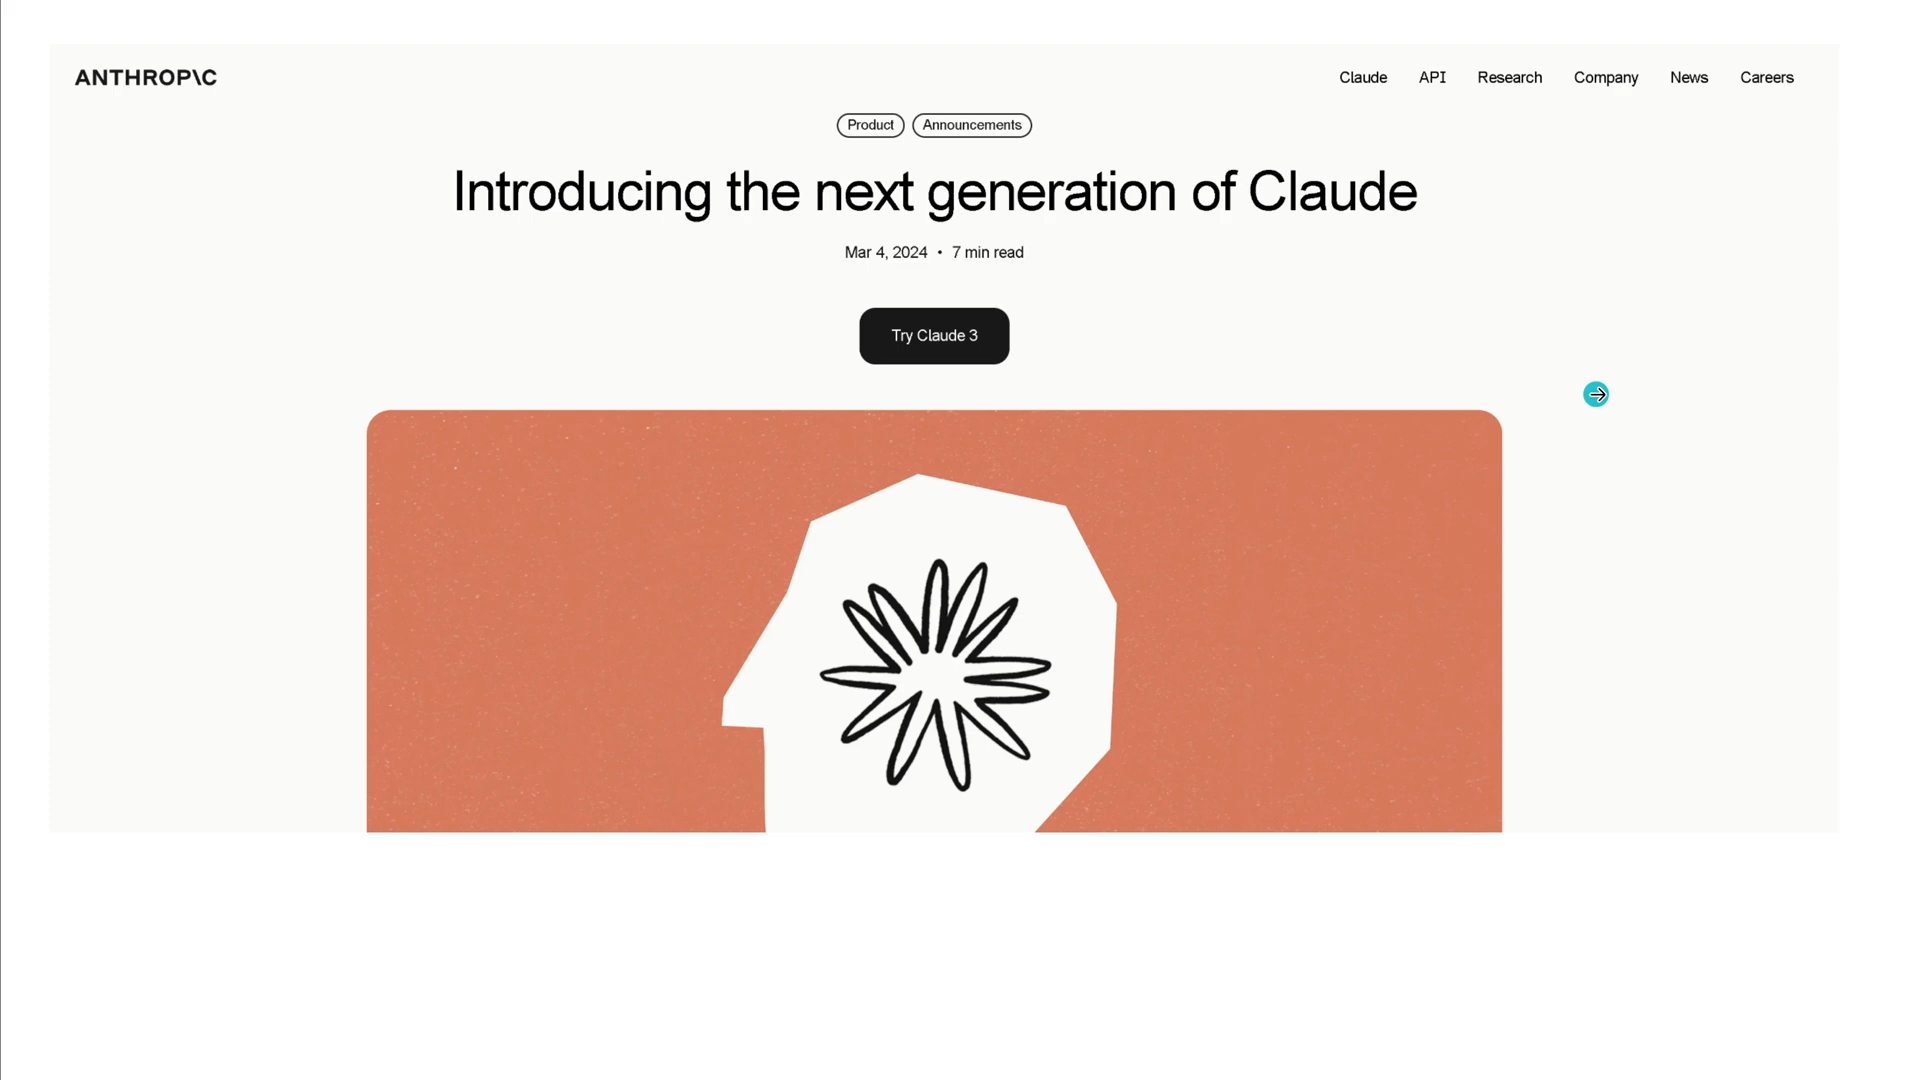 ANTHROP\C
Claude API Research Company News Careers
Product Announcements
Introducing the next generation of Claude
Mar 4, 2024 • 7 min read
Try Claude 3